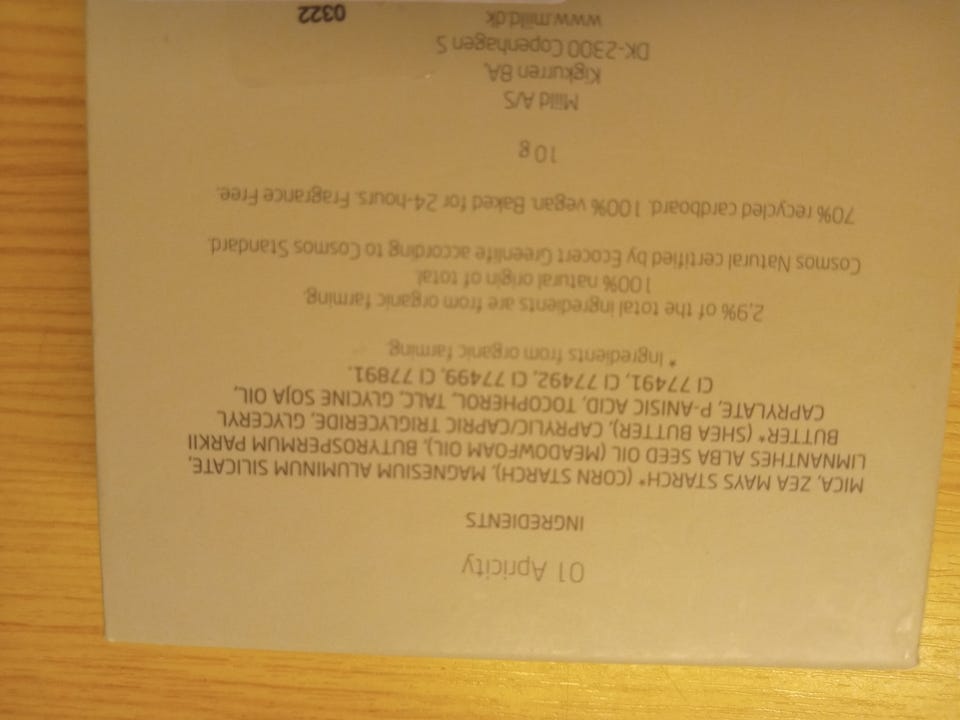 01 Apricity
INGREDIENTS
MICA, ZEA MAYS STARCH* (CORN STARCH), MAGNESIUM ALUMINUM SILICATE,
LIMNANTHES ALBA SEED OIL (MEADOWFOAM OIL), BUTYROSPERMUM PARKII
BUTTER* (SHEA BUTTER), CAPRYLIC/CAPRIC TRIGLYCERIDE, GLYCERYL
CAPRYLATE, P-ANISIC ACID, TOCOPHEROL, TALC, GLYCINE SOJA OIL,
CI 77491, CI 77492, CI 77499, CI 77891.
* Ingredients from organic farming.
2,9% of the total ingredients are from organic farming.
100% natural origin of total.
Cosmos Natural certified by Ecocert Greenlife according to Cosmos Standard.
70% recycled cardboard. 100% vegan. Baked for 24-hours. Fragrance Free.
10 g
Miild A/S
Kigkurren 8A,
DK-2300 Copenhagen S
www.miild.dk
0322